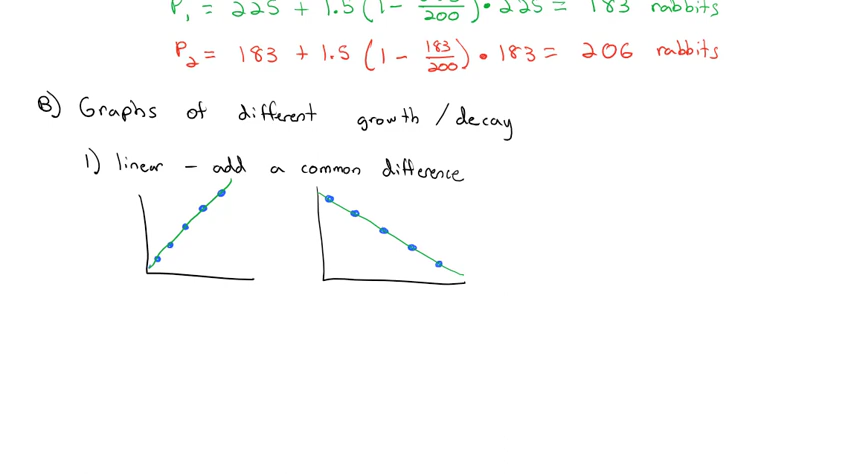 P₁ = 225 + 1.5 (1 - /200) • 225 = 183 rabbits
P₂ = 183 + 1.5 (1 - 183/200) • 183 = 206 rabbits
B) Graphs of different growth / decay
1) linear - add a common difference